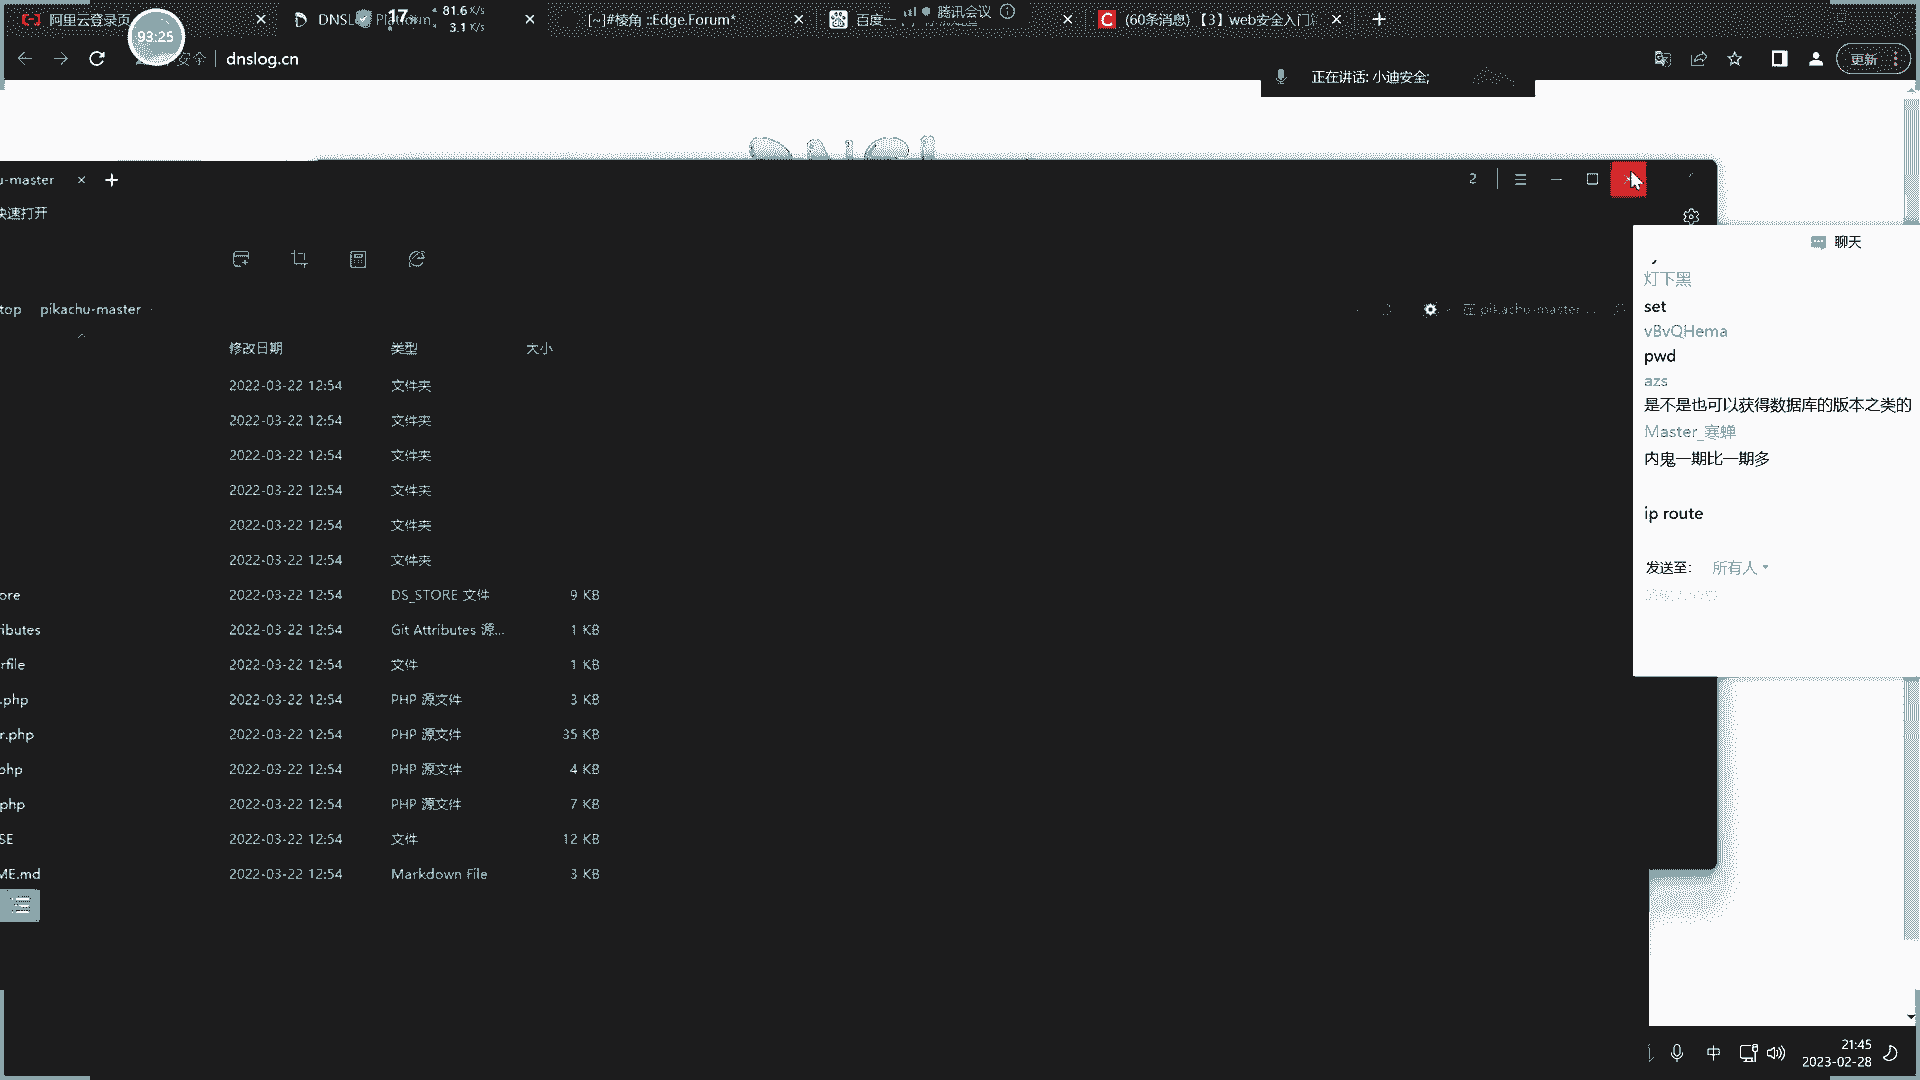 阿里云登录页
DNSL
81.6 K/s
3.1 K/s
[~]#棱角 ::Edge.Forum*
百度一
腾讯会议
(60条消息) 【3】web安全入门
93:25
安全
dnslog.cn
更新
正在讲话: 小迪安全;
u-master
2
快速打开
top pikachu-master
在 pikachu-master ...
修改日期 类型 大小
2022-03-22 12:54 文件夹
2022-03-22 12:54 文件夹
2022-03-22 12:54 文件夹
2022-03-22 12:54 文件夹
2022-03-22 12:54 文件夹
2022-03-22 12:54 文件夹
ore 2022-03-22 12:54 DS_STORE 文件 9 KB
ibutes 2022-03-22 12:54 Git Attributes 源... 1 KB
rfile 2022-03-22 12:54 文件 1 KB
.php 2022-03-22 12:54 PHP 源文件 3 KB
r.php 2022-03-22 12:54 PHP 源文件 35 KB
php 2022-03-22 12:54 PHP 源文件 4 KB
.php 2022-03-22 12:54 PHP 源文件 7 KB
SE 2022-03-22 12:54 文件 12 KB
ME.md 2022-03-22 12:54 Markdown File 3 KB
聊天
灯下黑
set
vBvQHema
pwd
azs
是不是也可以获得数据库的版本之类的
Master_寒蝉
内鬼一期比一期多
ip route
发送至: 所有人
中
21:45
2023-02-28